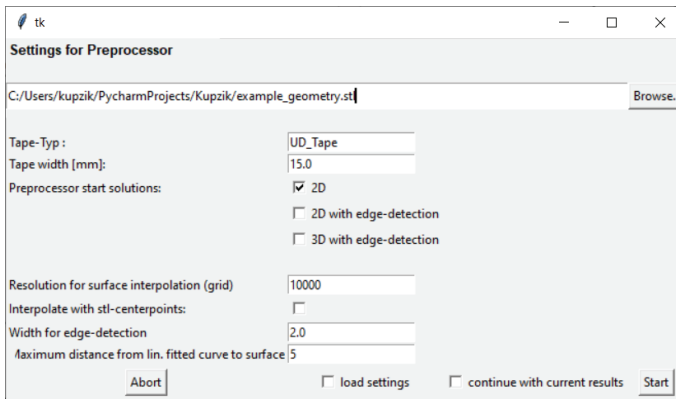 tk
Settings for Preprocessor
C:/Users/kupzik/PycharmProjects/Kupzik/example_geometry.stl
Browse.
Tape-Typ :
UD_Tape
Tape width [mm]:
15.0
Preprocessor start solutions:
2D
2D with edge-detection
3D with edge-detection
Resolution for surface interpolation (grid)
10000
Interpolate with stl-centerpoints:
Width for edge-detection
2.0
Maximum distance from lin. fitted curve to surface
5
Abort
load settings
continue with current results
Start